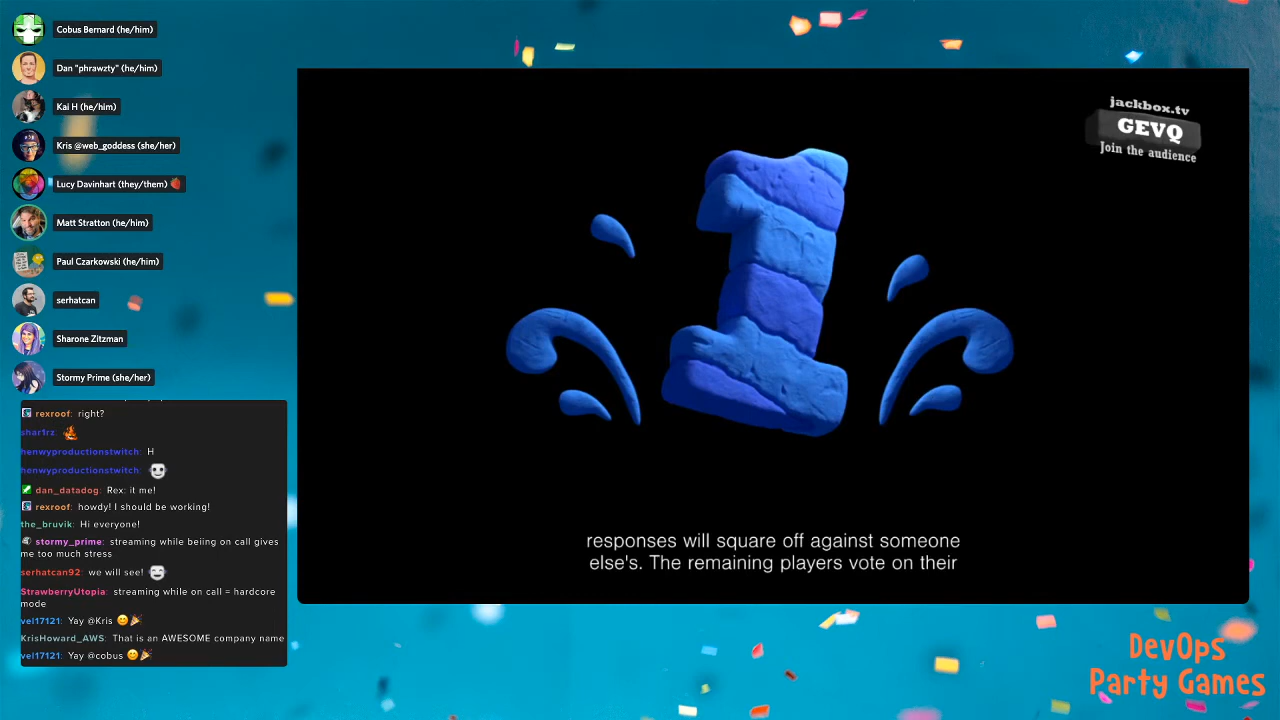 Cobus Bernard (he/him)
Dan "phrawzty" (he/him)
Kai H (he/him)
Kris @web_goddess (she/her)
Lucy Davinhart (they/them) 🍓
Matt Stratton (he/him)
Paul Czarkowski (he/him)
serhatcan
Sharone Zitzman
Stormy Prime (she/her)
rexroof: right?
shar1rz:
henwyproductionstwitch: H
henwyproductionstwitch:
dan_datadog: Rex: it me!
rexroof: howdy! I should be working!
the_bruvik: Hi everyone!
stormy_prime: streaming while beiing on call gives
me too much stress
serhatcan92: we will see!
StrawberryUtopia: streaming while on call = hardcore
mode
vel17121: Yay @Kris 😊🎉
KrisHoward_AWS: That is an AWESOME company name
vel17121: Yay @cobus 😊🎉
jackbox.tv
GEVQ
Join the audience
1
responses will square off against someone
else's. The remaining players vote on their
DevOps
Party Games